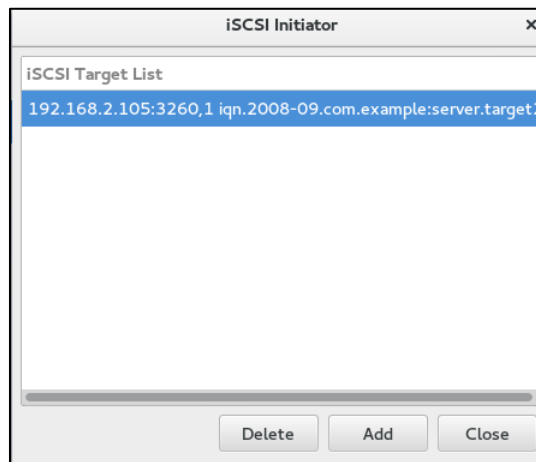 iSCSI Initiator ×
iSCSI Target List
192.168.2.105:3260,1 iqn.2008-09.com.example:server.target
Delete Add Close